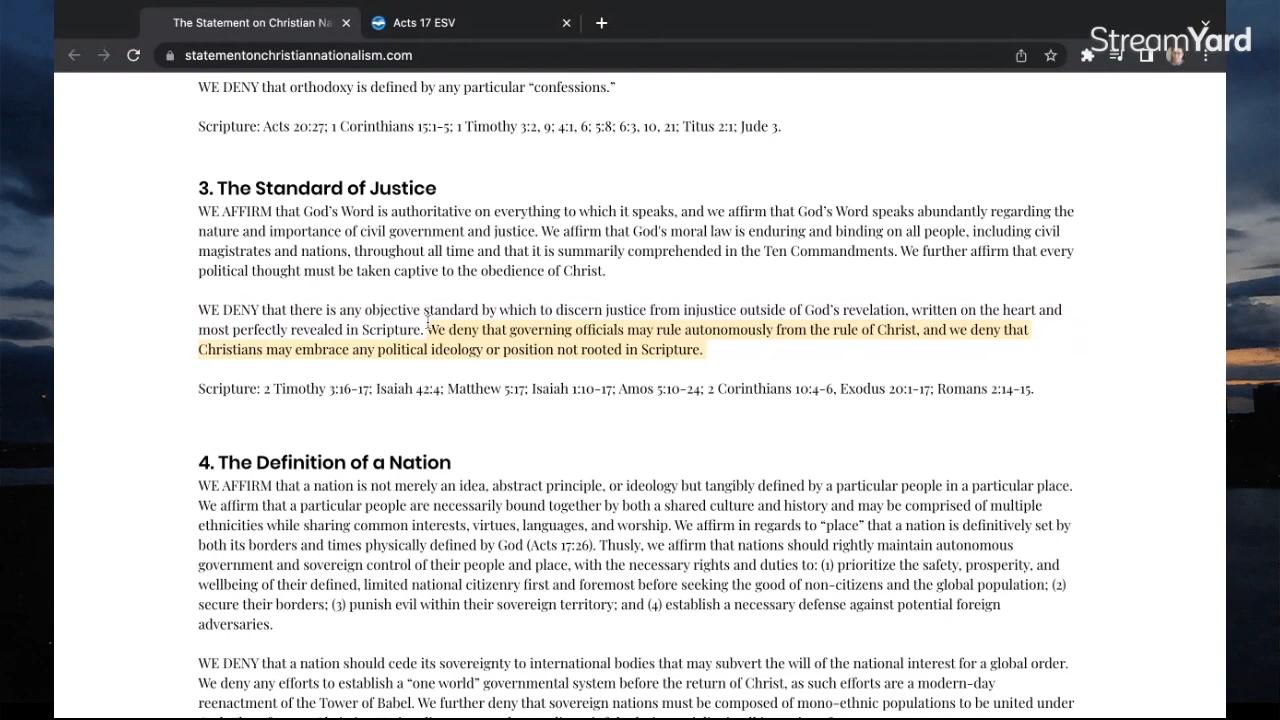 The Statement on Christian Na
Acts 17 ESV
StreamYard
statementonchristiannationalism.com
WE DENY that orthodoxy is defined by any particular “confessions.”
Scripture: Acts 20:27; 1 Corinthians 15:1-5; 1 Timothy 3:2, 9; 4:1, 6; 5:8; 6:3, 10, 21; Titus 2:1; Jude 3.
3. The Standard of Justice
WE AFFIRM that God’s Word is authoritative on everything to which it speaks, and we affirm that God’s Word speaks abundantly regarding the
nature and importance of civil government and justice. We affirm that God's moral law is enduring and binding on all people, including civil
magistrates and nations, throughout all time and that it is summarily comprehended in the Ten Commandments. We further affirm that every
political thought must be taken captive to the obedience of Christ.
WE DENY that there is any objective standard by which to discern justice from injustice outside of God’s revelation, written on the heart and
most perfectly revealed in Scripture. We deny that governing officials may rule autonomously from the rule of Christ, and we deny that
Christians may embrace any political ideology or position not rooted in Scripture.
Scripture: 2 Timothy 3:16-17; Isaiah 42:4; Matthew 5:17; Isaiah 1:10-17; Amos 5:10-24; 2 Corinthians 10:4-6, Exodus 20:1-17; Romans 2:14-15.
4. The Definition of a Nation
WE AFFIRM that a nation is not merely an idea, abstract principle, or ideology but tangibly defined by a particular people in a particular place.
We affirm that a particular people are necessarily bound together by both a shared culture and history and may be comprised of multiple
ethnicities while sharing common interests, virtues, languages, and worship. We affirm in regards to “place” that a nation is definitively set by
both its borders and times physically defined by God (Acts 17:26). Thusly, we affirm that nations should rightly maintain autonomous
government and sovereign control of their people and place, with the necessary rights and duties to: (1) prioritize the safety, prosperity, and
wellbeing of their defined, limited national citizenry first and foremost before seeking the good of non-citizens and the global population; (2)
secure their borders; (3) punish evil within their sovereign territory; and (4) establish a necessary defense against potential foreign
adversaries.
WE DENY that a nation should cede its sovereignty to international bodies that may subvert the will of the national interest for a global order.
We deny any efforts to establish a “one world” governmental system before the return of Christ, as such efforts are a modern-day
reenactment of the Tower of Babel. We further deny that sovereign nations must be composed of mono-ethnic populations to be united under